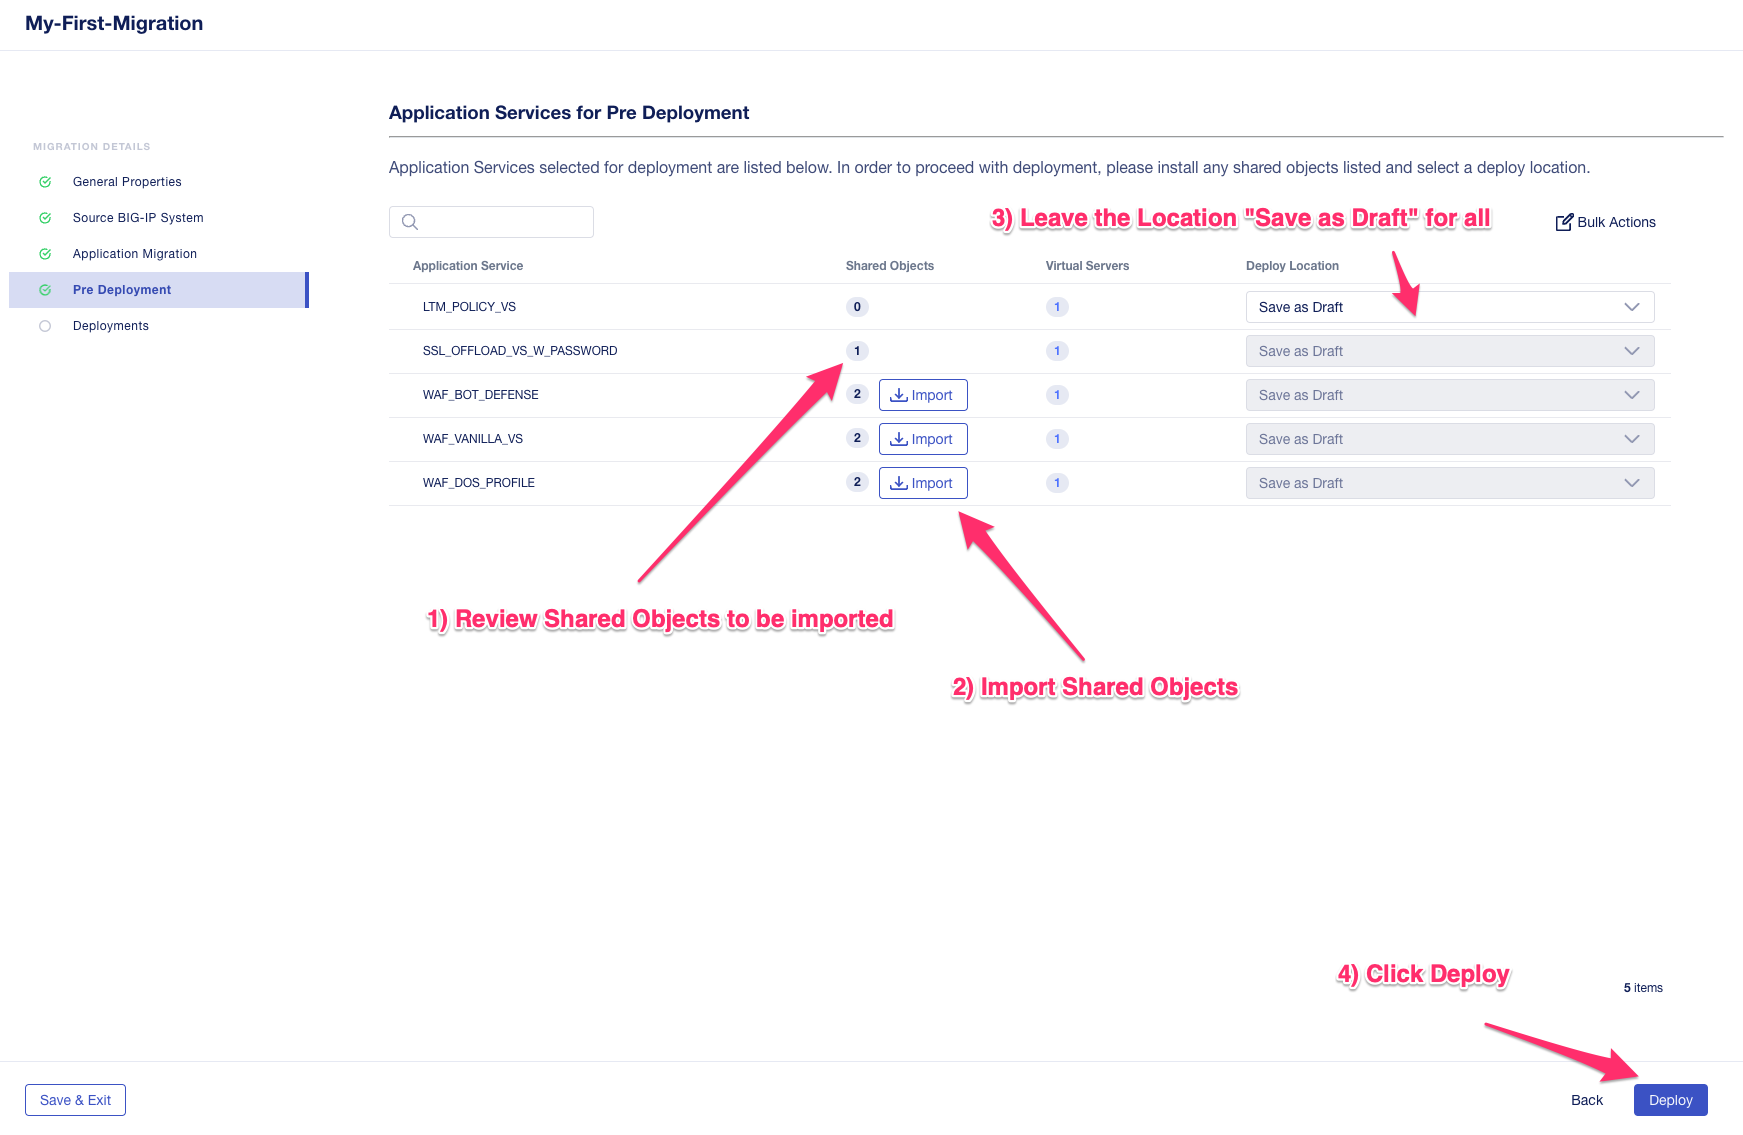 My-First-Migration
Application Services for Pre Deployment
MIGRATION DETAILS
General Properties
Source BIG-IP System
Application Migration
Pre Deployment
Deployments
Application Services selected for deployment are listed below. In order to proceed with deployment, please install any shared objects listed and select a deploy location.
3) Leave the Location "Save as Draft" for all
Bulk Actions
Application Service Shared Objects Virtual Servers Deploy Location
LTM_POLICY_VS 0 1 Save as Draft
SSL_OFFLOAD_VS_W_PASSWORD 1 1 Save as Draft
WAF_BOT_DEFENSE 2 Import 1 Save as Draft
WAF_VANILLA_VS 2 Import 1 Save as Draft
WAF_DOS_PROFILE 2 Import 1 Save as Draft
1) Review Shared Objects to be imported
2) Import Shared Objects
4) Click Deploy
5 items
Save & Exit Back Deploy